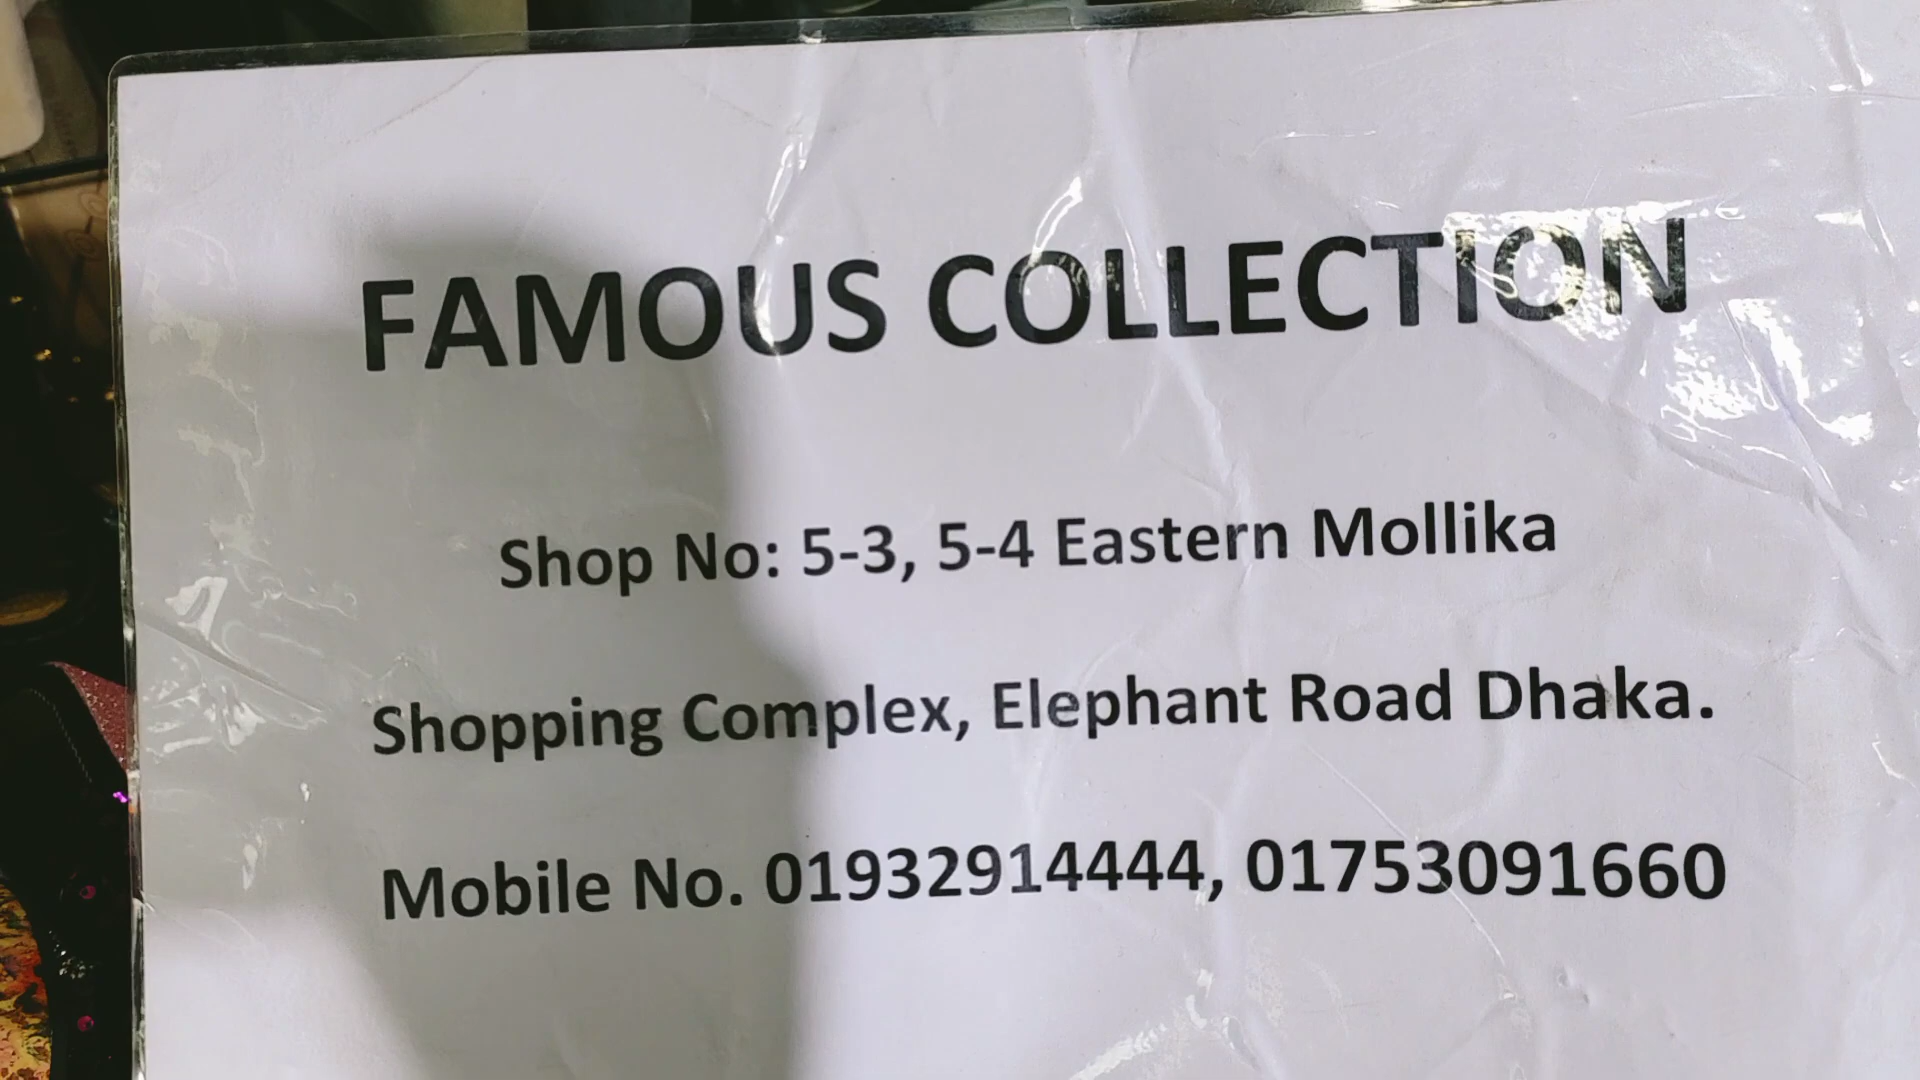 FAMOUS COLLECTION
Shop No: 5-3, 5-4 Eastern Mollika
Shopping Complex, Elephant Road Dhaka.
Mobile No. 01932914444, 01753091660